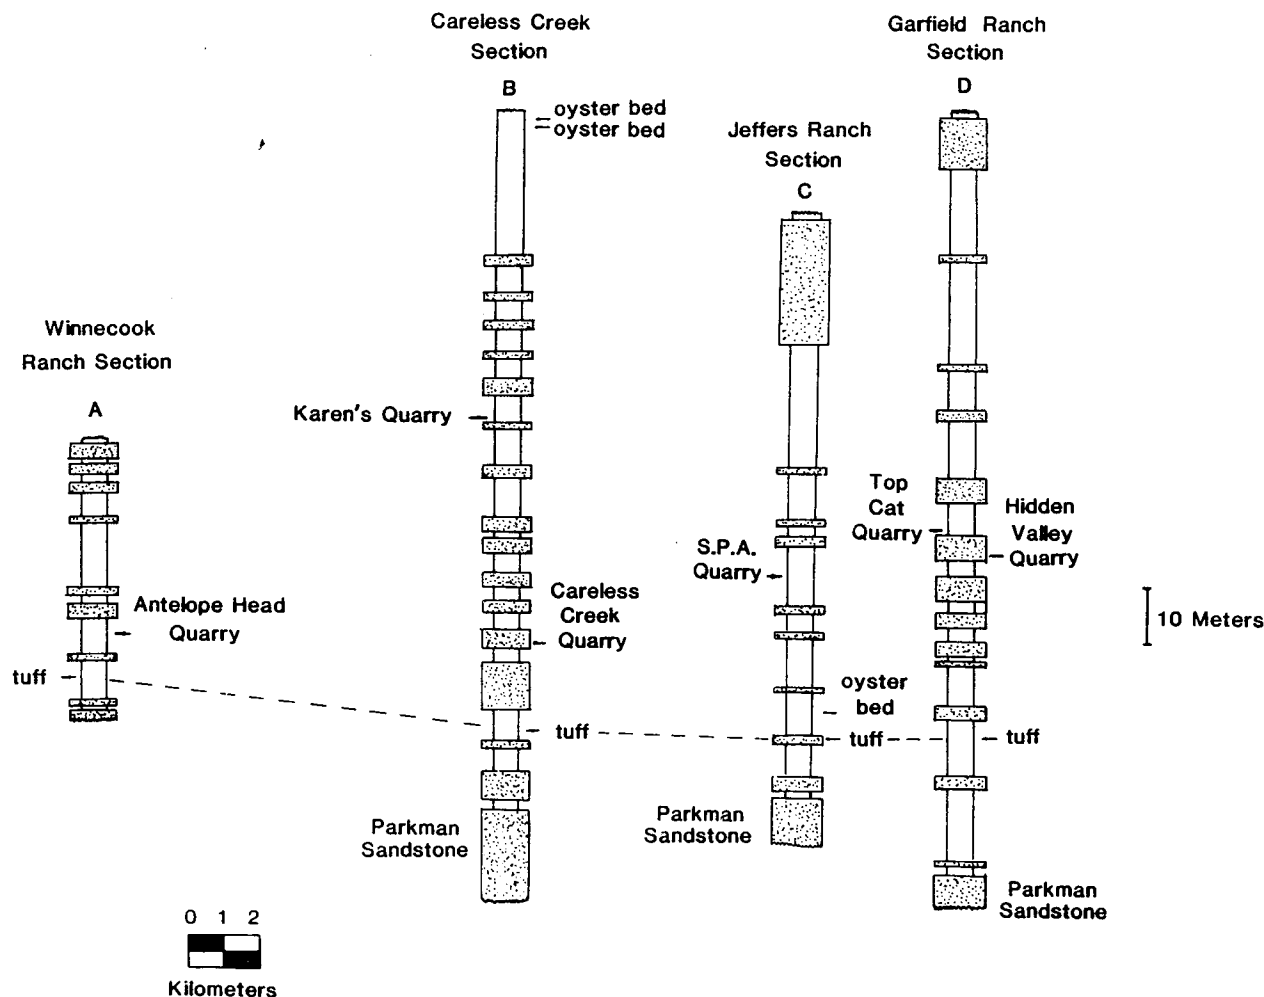 Careless Creek
Section
B
oyster bed
oyster bed
Garfield Ranch
Section
D
Jeffers Ranch
Section
C
Winnecook
Ranch Section
A
Karen's Quarry
Antelope Head
Quarry
tuff
Careless
Creek
Quarry
tuff
Parkman
Sandstone
S.P.A.
Quarry
oyster
bed
tuff
Parkman
Sandstone
Top
Cat
Quarry
Hidden
Valley
Quarry
tuff
Parkman
Sandstone
10 Meters
0 1 2
Kilometers